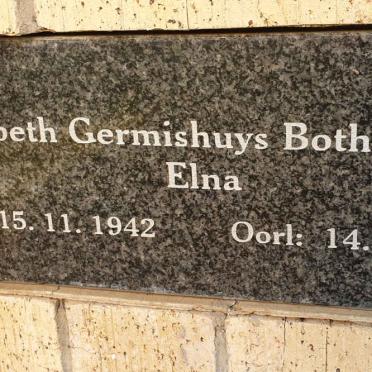 beth Germishuys Both
Elna
15. 11. 1942 Oorl: 14.